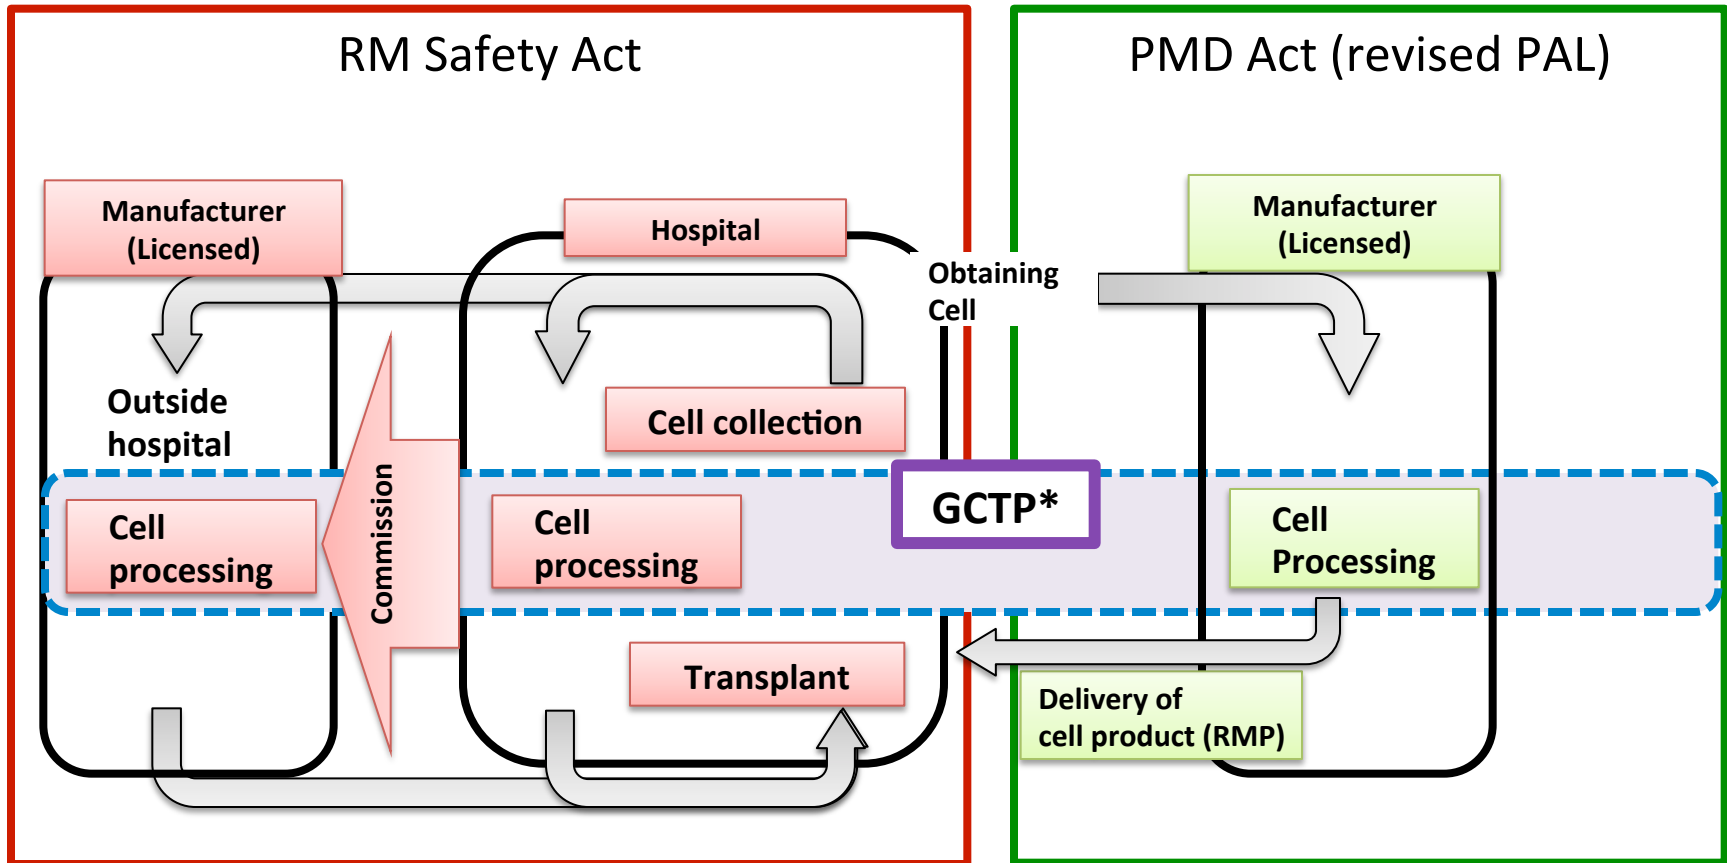 RM Safety Act
PMD Act (revised PAL)
Manufacturer
(Licensed)
Hospital
Obtaining
Cell
Manufacturer
(Licensed)
Outside
hospital
Cell collection
Commission
GCTP*
Cell
processing
Cell
processing
Cell
Processing
Transplant
Delivery of
cell product (RMP)